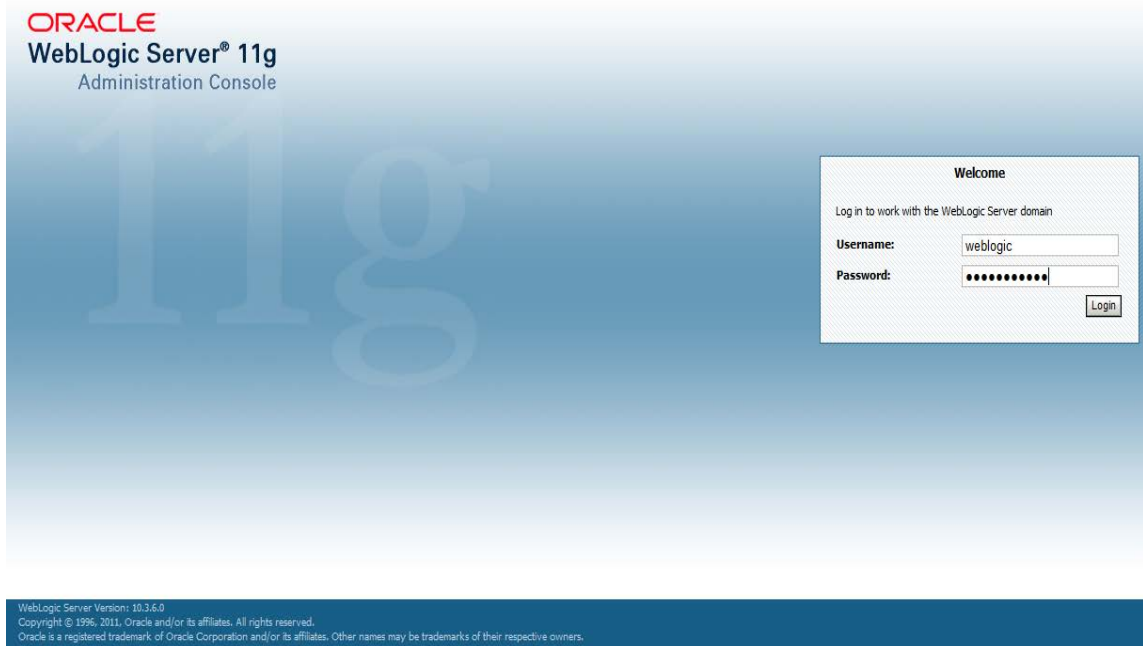 ORACLE
WebLogic Server® 11g
Administration Console
11g
Welcome
Log in to work with the WebLogic Server domain
Username:
weblogic
Password:
●●●●●●●●●●●
Login
WebLogic Server Version: 10.3.6.0
Copyright © 1996, 2011, Oracle and/or its affiliates. All rights reserved.
Oracle is a registered trademark of Oracle Corporation and/or its affiliates. Other names may be trademarks of their respective owners.